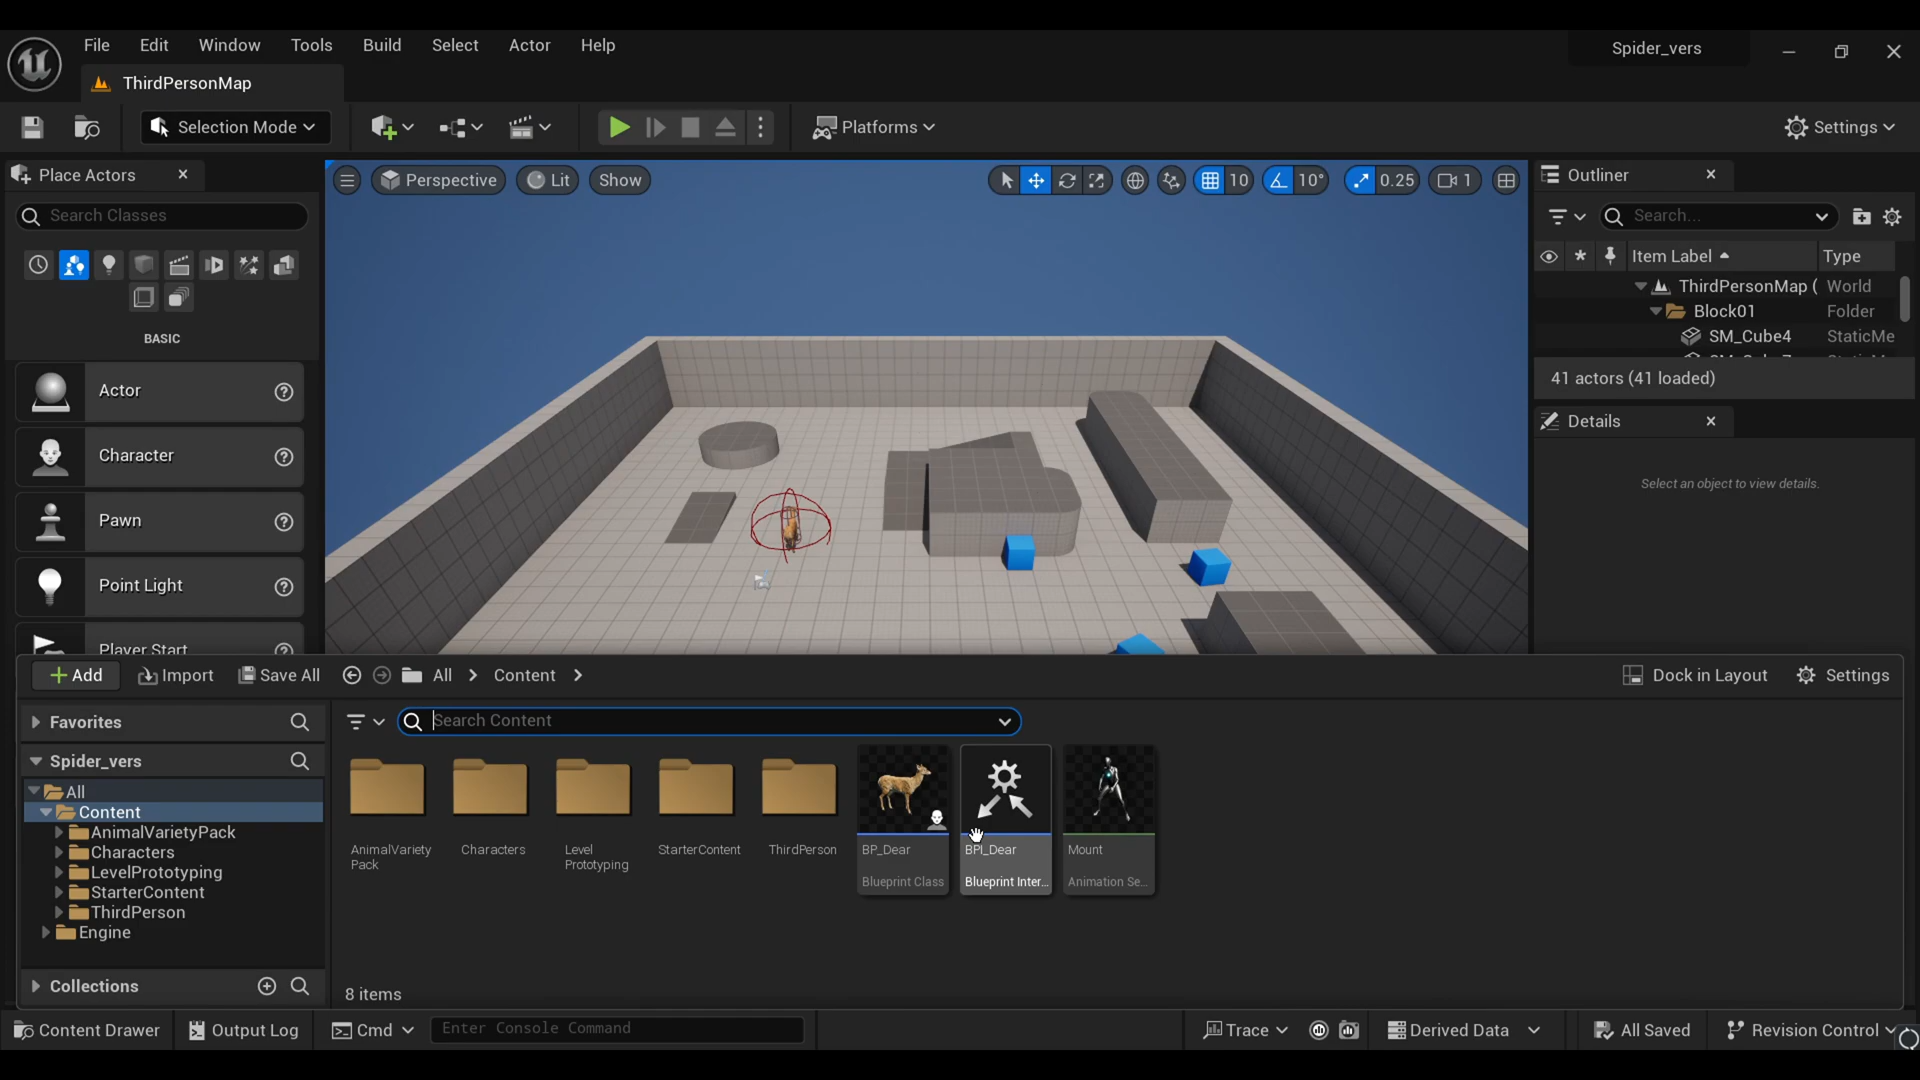 File Edit Window Tools Build Select Actor Help
Spider_vers
ThirdPersonMap
Selection Mode
Platforms
Settings
Place Actors
Search Classes
BASIC
Actor
Character
Pawn
Point Light
Player Start
Perspective
Lit
Show
10
10°
0.25
1
Outliner
Search...
Item Label Type
ThirdPersonMap ( World
Block01 Folder
SM_Cube4 StaticMe
41 actors (41 loaded)
Details
Select an object to view details.
Add
Import
Save All
All
Content
Dock in Layout
Settings
Favorites
Spider_vers
All
Content
AnimalVarietyPack
Characters
LevelPrototyping
StarterContent
ThirdPerson
Engine
Collections
Search Content
AnimalVariety
Pack
Characters
Level
Prototyping
StarterContent
ThirdPerson
BP_Dear
Blueprint Class
BPI_Dear
Blueprint Inter...
Mount
Animation Se...
8 items
Content Drawer
Output Log
Cmd
Enter Console Command
Trace
Derived Data
All Saved
Revision Control